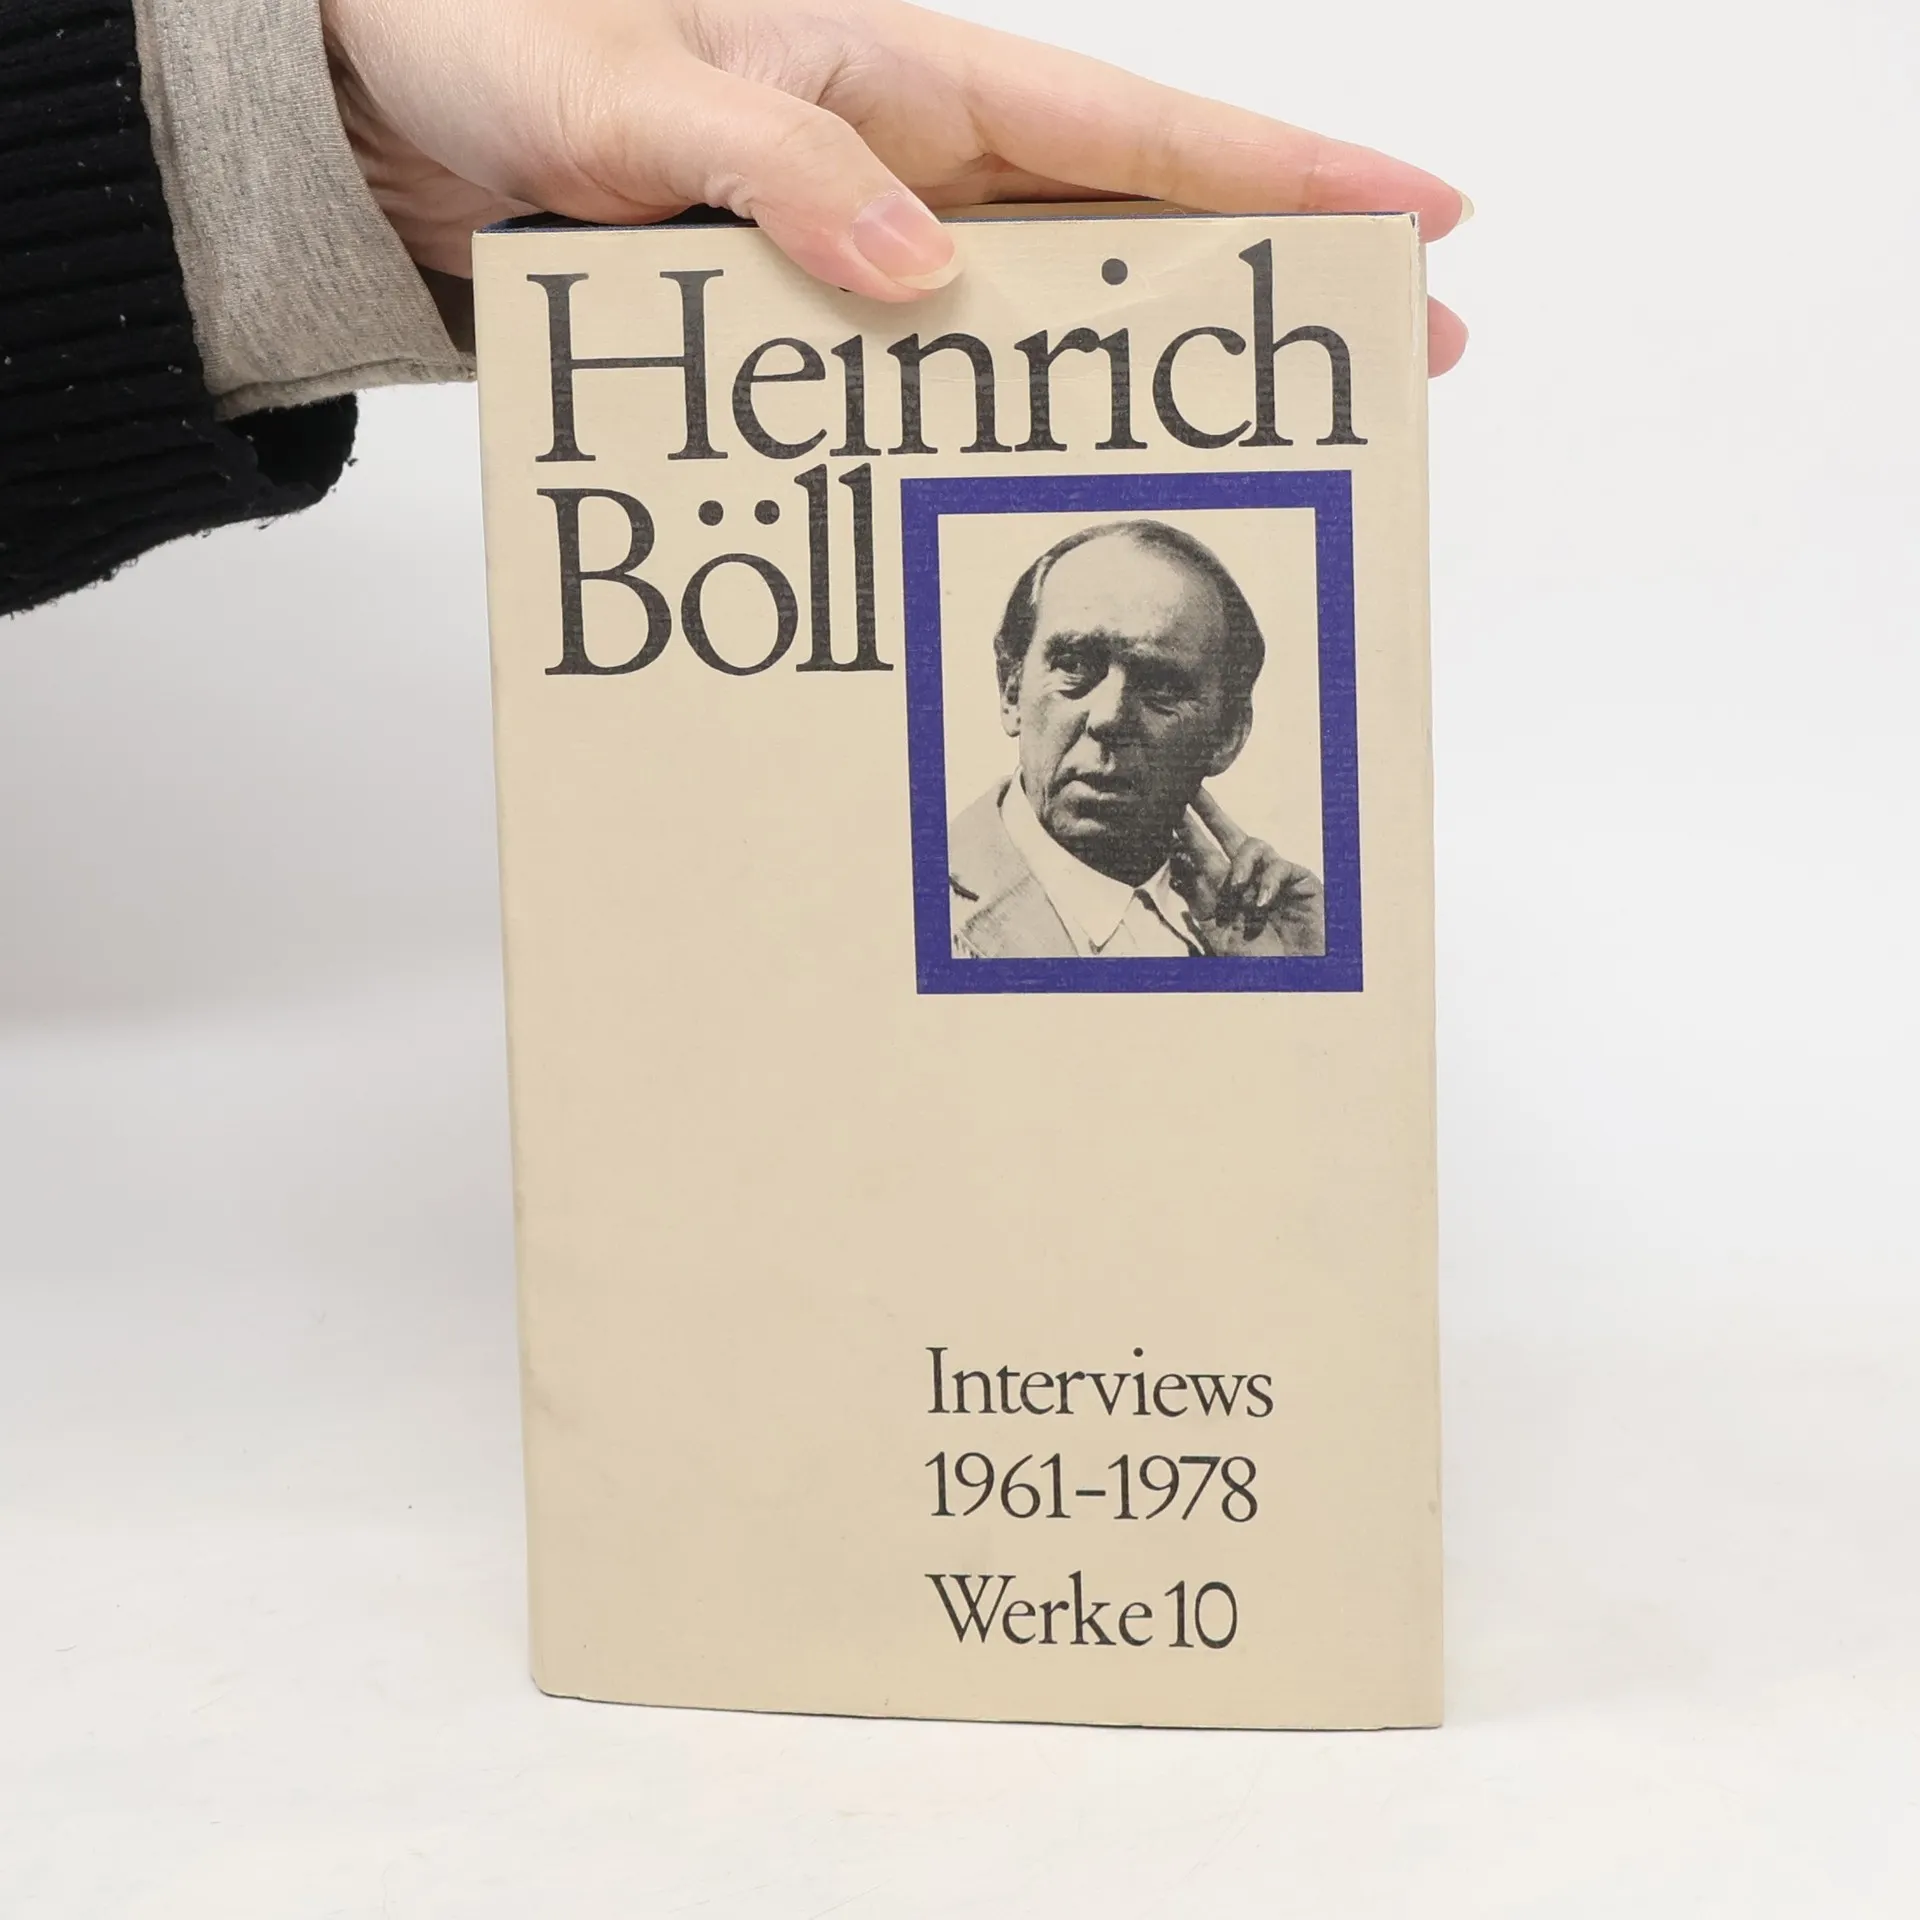 Heinrich
Böll
Interviews
1961-1978
Werke 10